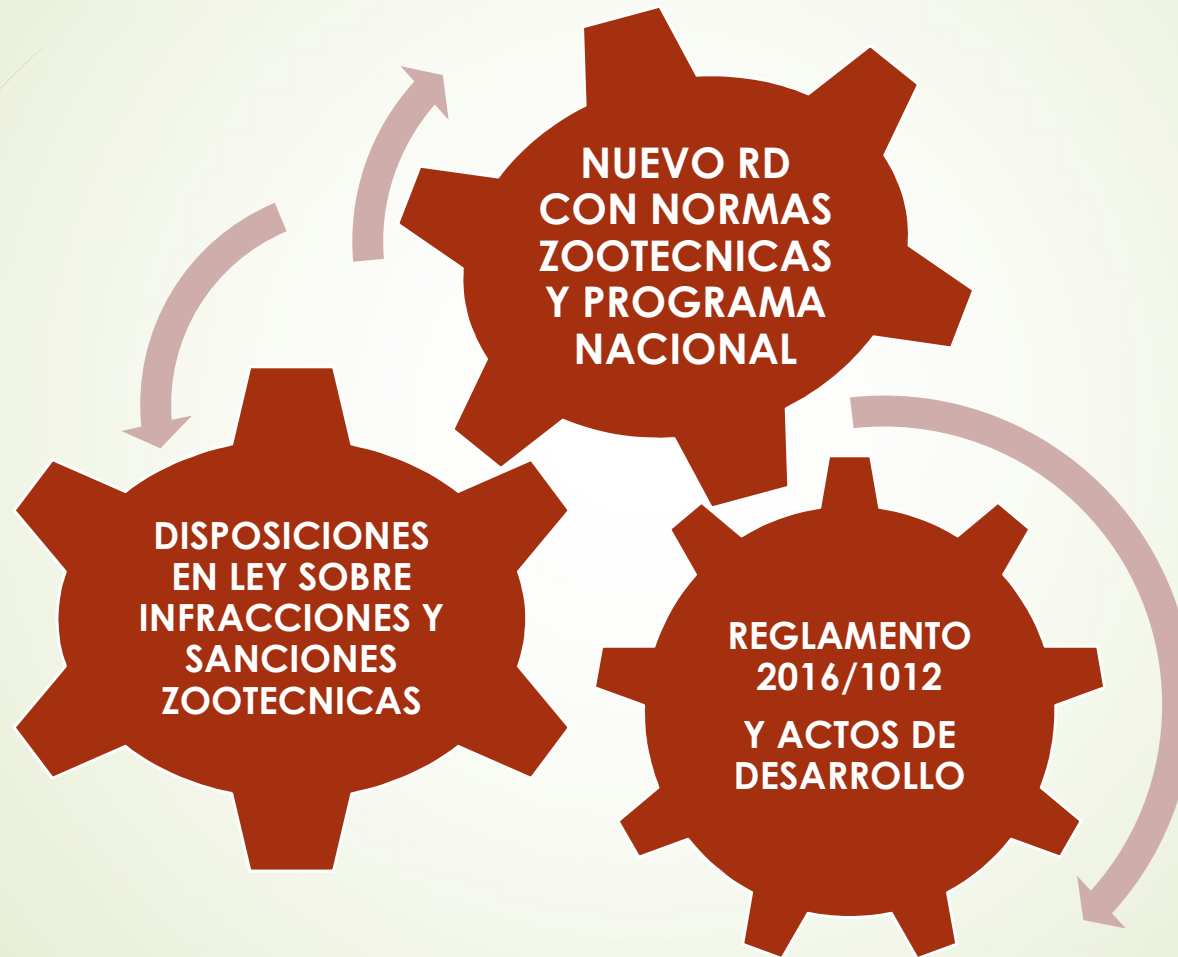 NUEVO RD
CON NORMAS
ZOOTECNICAS
Y PROGRAMA
NACIONAL
DISPOSICIONES
EN LEY SOBRE
INFRACCIONES Y
SANCIONES
ZOOTECNICAS
REGLAMENTO
2016/1012
Y ACTOS DE
DESARROLLO